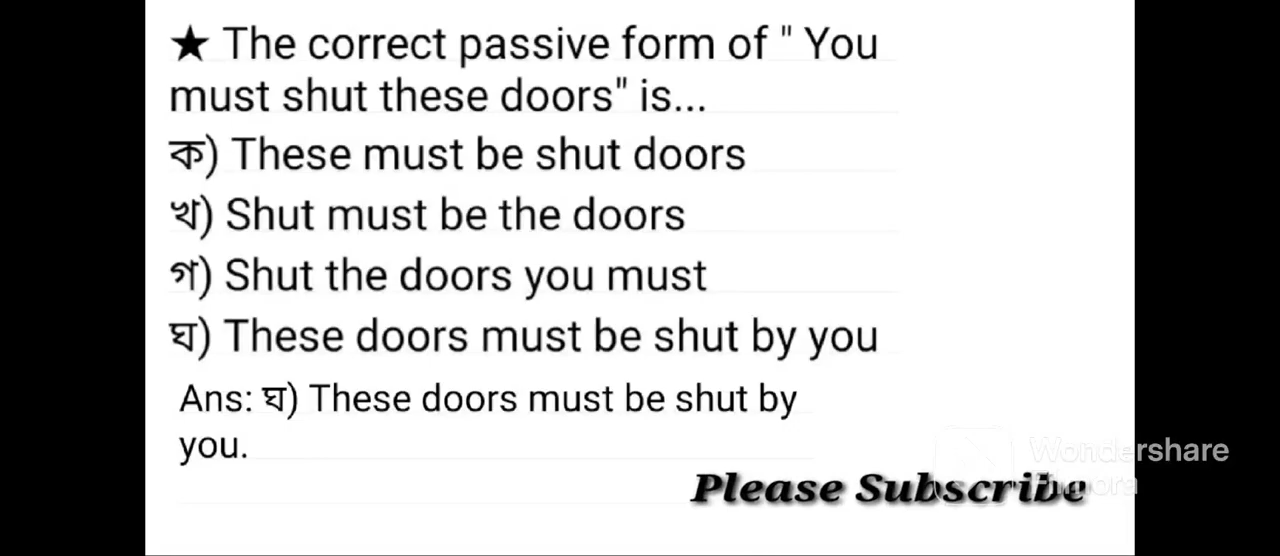 ★ The correct passive form of " You
must shut these doors" is...
ক) These must be shut doors
খ) Shut must be the doors
গ) Shut the doors you must
ঘ) These doors must be shut by you
Ans: ঘ) These doors must be shut by
you.
Wondershare
Filmora
Please Subscribe